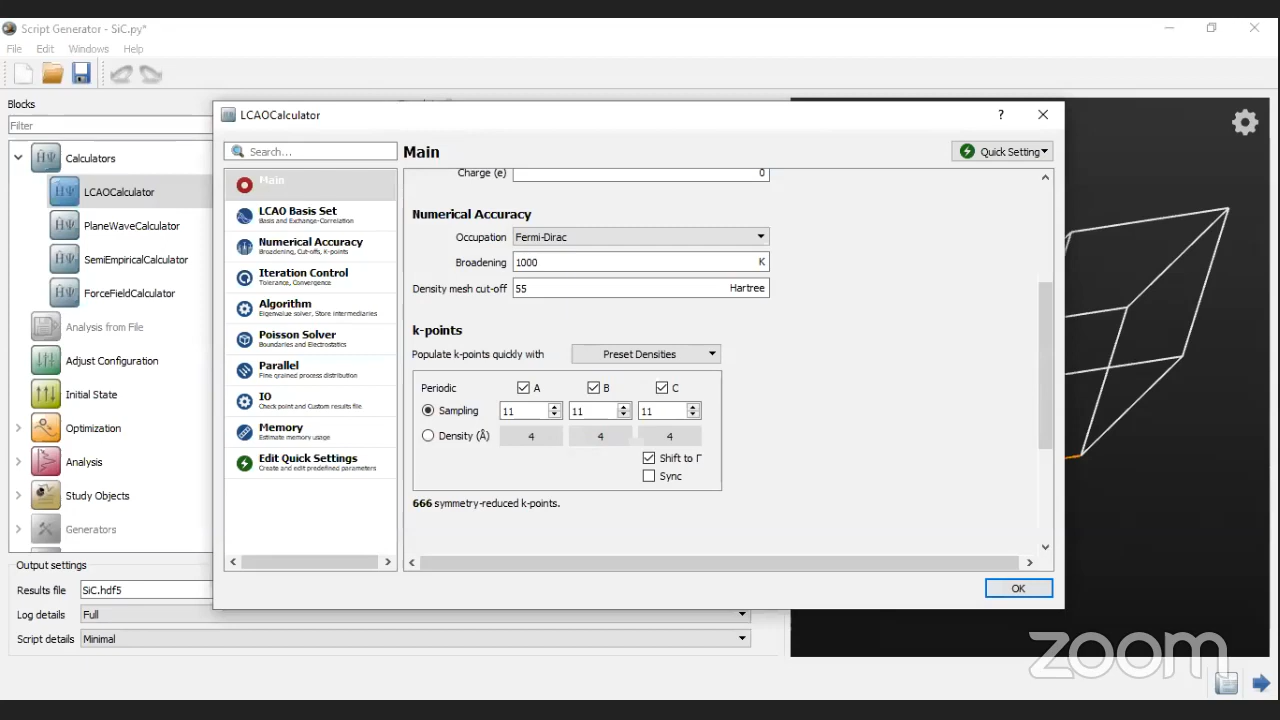 Script Generator - SiC.py*
File Edit Windows Help
Blocks
Filter
Calculators
LCAOCalculator
PlaneWaveCalculator
SemiEmpiricalCalculator
ForceFieldCalculator
Analysis from File
Adjust Configuration
Initial State
Optimization
Analysis
Study Objects
Generators
Output settings
Results file SiC.hdf5
Log details Full
Script details Minimal
LCAOCalculator ?
Search...
Main
LCAO Basis Set
Basis and Exchange-Correlation
Numerical Accuracy
Broadening, Cut-offs, K-points
Iteration Control
Tolerance, Convergence
Algorithm
Eigenvalue solver, Store intermediaries
Poisson Solver
Boundaries and Electrostatics
Parallel
Fine grained process distribution
IO
Check point and Custom results file
Memory
Estimate memory usage
Edit Quick Settings
Create and edit predefined parameters
Main
Quick Setting
Charge (e) 0
Numerical Accuracy
Occupation Fermi-Dirac
Broadening 1000 K
Density mesh cut-off 55 Hartree
k-points
Populate k-points quickly with Preset Densities
Periodic A B C
Sampling 11 11 11
Density (Å) 4 4 4
Shift to Γ
Sync
666 symmetry-reduced k-points.
OK
zoom